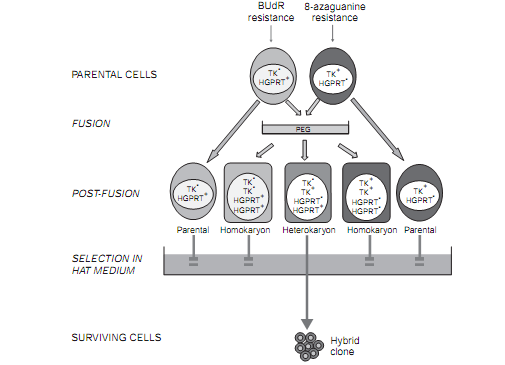 BUdR
resistance
8-azaguanine
resistance
PARENTAL CELLS
TK⁻
HGPRT⁺
TK⁺
HGPRT⁻
FUSION
PEG
POST-FUSION
TK⁻
HGPRT⁺
TK⁻
TK⁻
HGPRT⁺
HGPRT⁺
TK⁻
TK⁺
HGPRT⁻
HGPRT⁺
TK⁺
TK⁺
HGPRT⁻
HGPRT⁻
TK⁺
HGPRT⁻
Parental
Homokaryon
Heterokaryon
Homokaryon
Parental
SELECTION IN
HAT MEDIUM
SURVIVING CELLS
Hybrid
clone